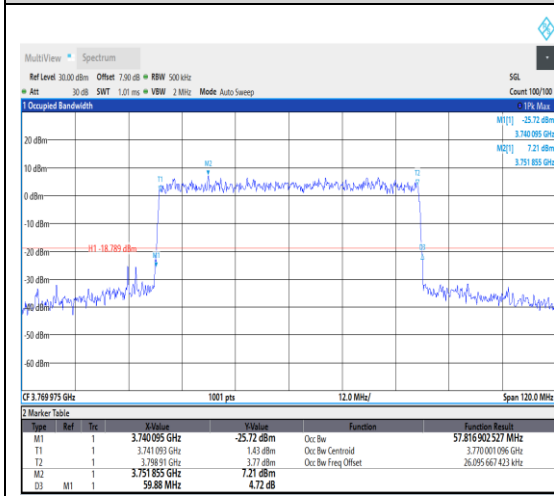 MultiView Spectrum
Ref Level 30.00 dBm Offset 7.90 dB RBW 500 kHz SGL
Att 30 dB SWT 1.01 ms VBW 2 MHz Mode Auto Sweep Count 100/100
1 Occupied Bandwidth 1Pk Max
M1[1] -25.72 dBm
3.740 095 GHz
M2[1] 7.21 dBm
3.751 855 GHz
20 dBm
10 dBm
0 dBm
-10 dBm
-20 dBm
-30 dBm
-40 dBm
-50 dBm
-60 dBm
T1
M2
T2
H1 -18.789 dBm
M1
D3
CF 3.769 975 GHz 1001 pts 12.0 MHz/ Span 120.0 MHz
2 Marker Table
Type Ref Trc X-Value Y-Value Function Function Result
M1 1 3.740 095 GHz -25.72 dBm Occ Bw 57.816 902 527 MHz
T1 1 3.741 093 GHz 1.43 dBm Occ Bw Centroid 3.770 001 096 GHz
T2 1 3.798 91 GHz 3.77 dBm Occ Bw Freq Offset 26.095 667 423 kHz
M2 1 3.751 855 GHz 7.21 dBm
D3 M1 1 59.88 MHz 4.72 dB